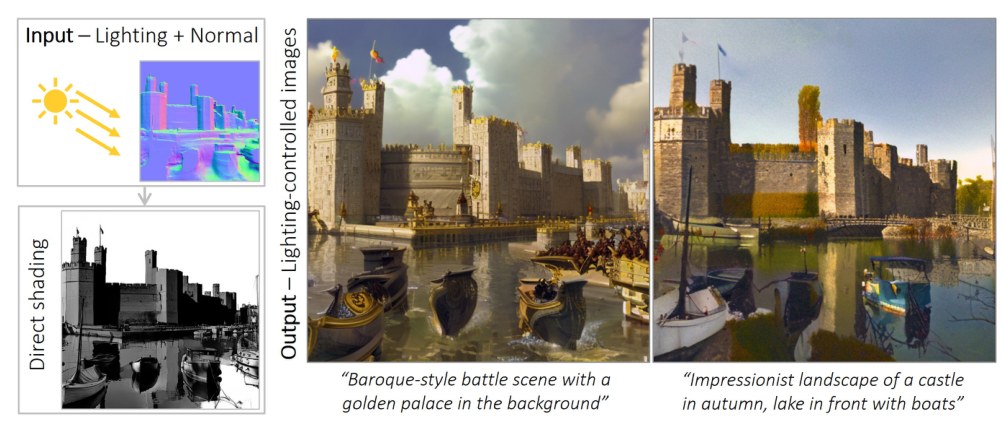 Input – Lighting + Normal
Direct shading
Output – Lighting-controlled images
“Baroque-style battle scene with a
golden palace in the background”
“Impressionist landscape of a castle
in autumn, lake in front with boats”